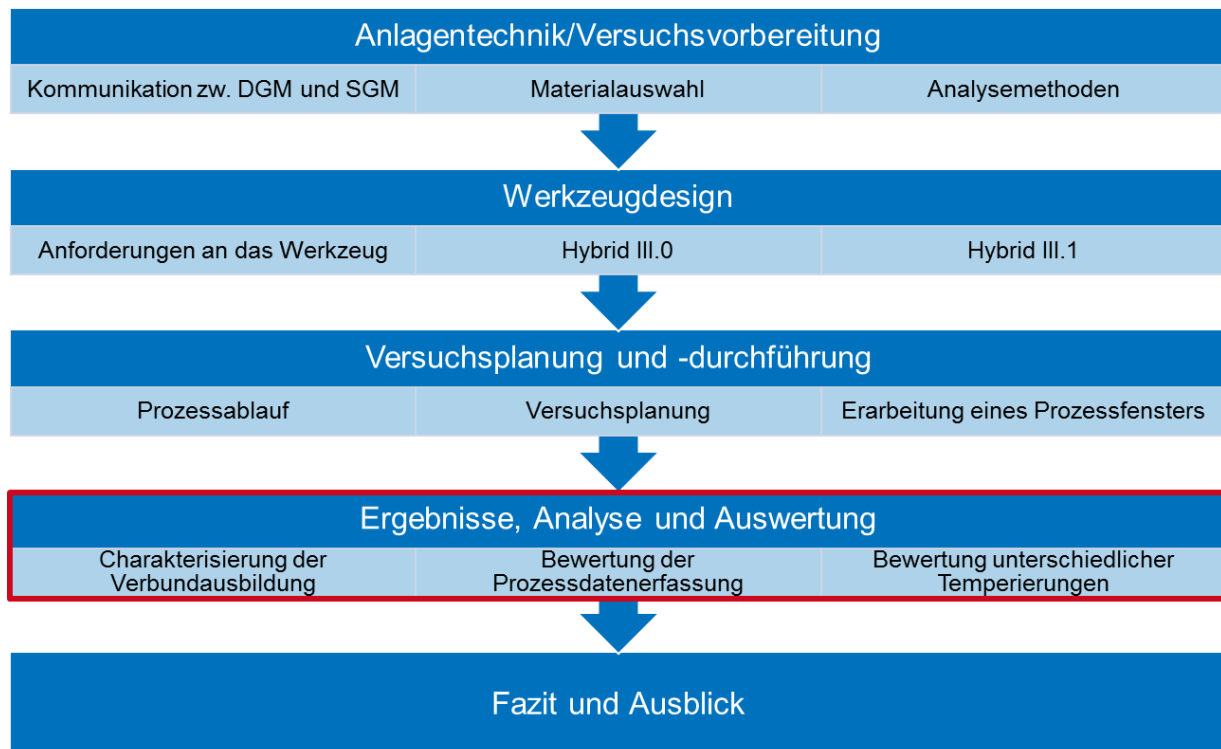 Anlagentechnik/Versuchsvorbereitung
Kommunikation zw. DGM und SGM
Materialauswahl
Analysemethoden
Werkzeugdesign
Anforderungen an das Werkzeug
Hybrid III.0
Hybrid III.1
Versuchsplanung und -durchführung
Prozessablauf
Versuchsplanung
Erarbeitung eines Prozessfensters
Ergebnisse, Analyse und Auswertung
Charakterisierung der
Verbundausbildung
Bewertung der
Prozessdatenerfassung
Bewertung unterschiedlicher
Temperierungen
Fazit und Ausblick